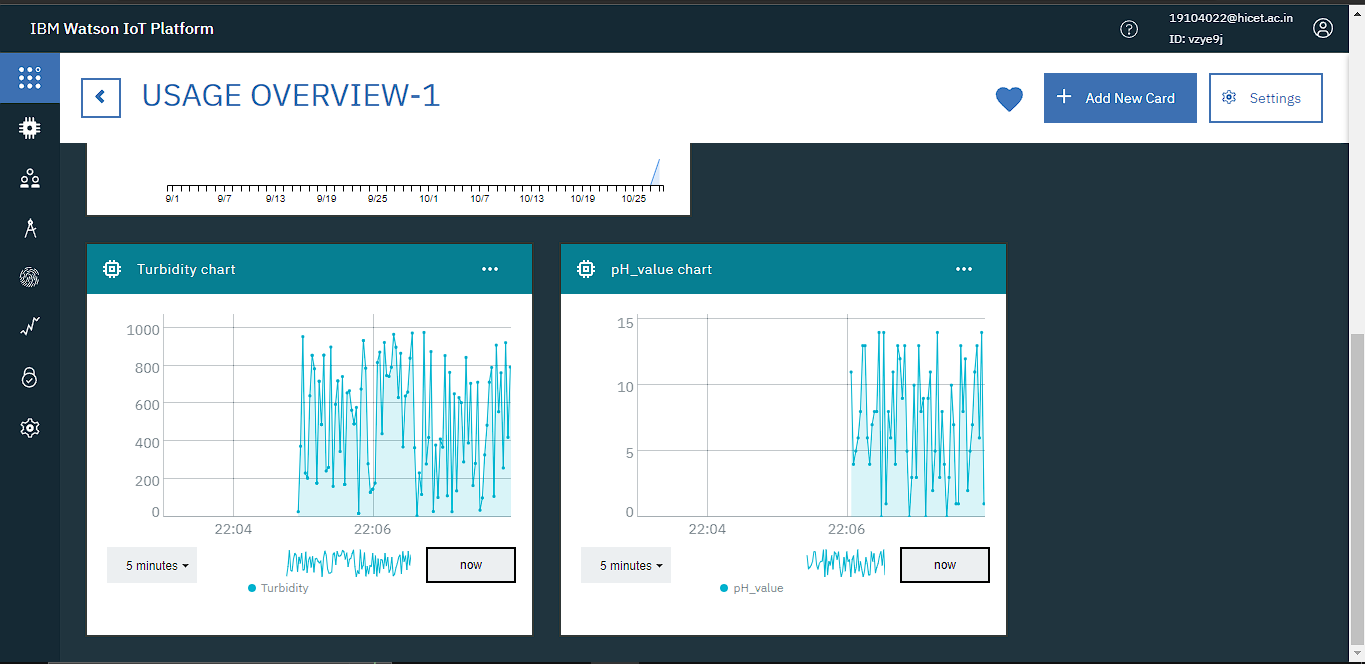 IBM Watson IoT Platform
19104022@hicet.ac.in
ID: vzye9j
USAGE OVERVIEW-1
Add New Card
Settings
9/1 9/7 9/13 9/19 9/25 10/1 10/7 10/13 10/19 10/25
Turbidity chart
1000
800
600
400
200
0
22:04 22:06
5 minutes
now
Turbidity
pH_value chart
15
10
5
0
22:04 22:06
5 minutes
now
pH_value